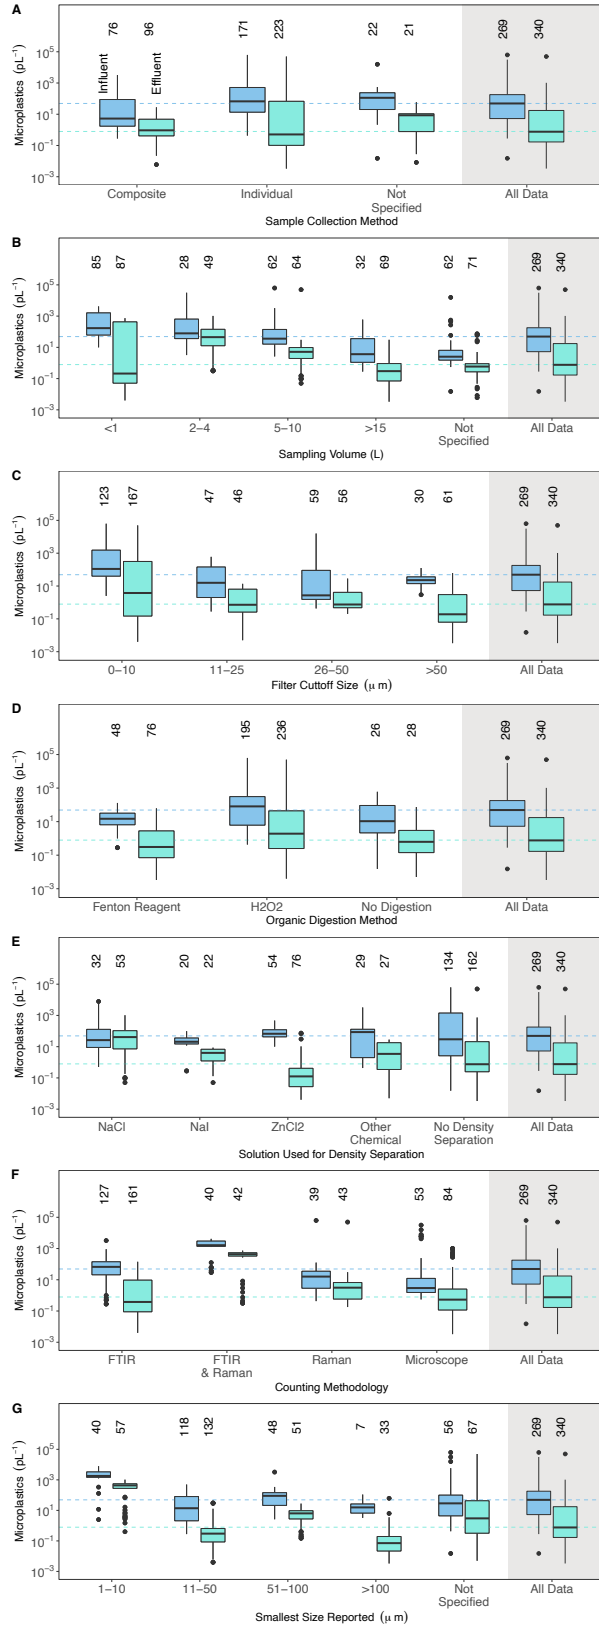 A
76 96 171 223 22 21 269 340
Influent
Effluent
Microplastics (pL⁻¹)
10⁵
10³
10¹
10⁻¹
10⁻³
Composite Individual Not Specified All Data
Sample Collection Method
B
85 87 28 49 62 64 32 69 62 71 269 340
Microplastics (pL⁻¹)
10⁵
10³
10¹
10⁻¹
10⁻³
<1 2−4 5−10 >15 Not Specified All Data
Sampling Volume (L)
C
123 167 47 46 59 56 30 61 269 340
Microplastics (pL⁻¹)
10⁵
10³
10¹
10⁻¹
10⁻³
0−10 11−25 26−50 >50 All Data
Filter Cuttoff Size (μ m)
D
48 76 195 236 26 28 269 340
Microplastics (pL⁻¹)
10⁵
10³
10¹
10⁻¹
10⁻³
Fenton Reagent H2O2 No Digestion All Data
Organic Digestion Method
E
32 53 20 22 54 76 29 27 134 162 269 340
Microplastics (pL⁻¹)
10⁵
10³
10¹
10⁻¹
10⁻³
NaCl NaI ZnCl2 Other Chemical No Density Separation All Data
Solution Used for Density Separation
F
127 161 40 42 39 43 53 84 269 340
Microplastics (pL⁻¹)
10⁵
10³
10¹
10⁻¹
10⁻³
FTIR FTIR & Raman Raman Microscope All Data
Counting Methodology
G
40 57 118 132 48 51 7 33 56 67 269 340
Microplastics (pL⁻¹)
10⁵
10³
10¹
10⁻¹
10⁻³
1−10 11−50 51−100 >100 Not Specified All Data
Smallest Size Reported (μ m)